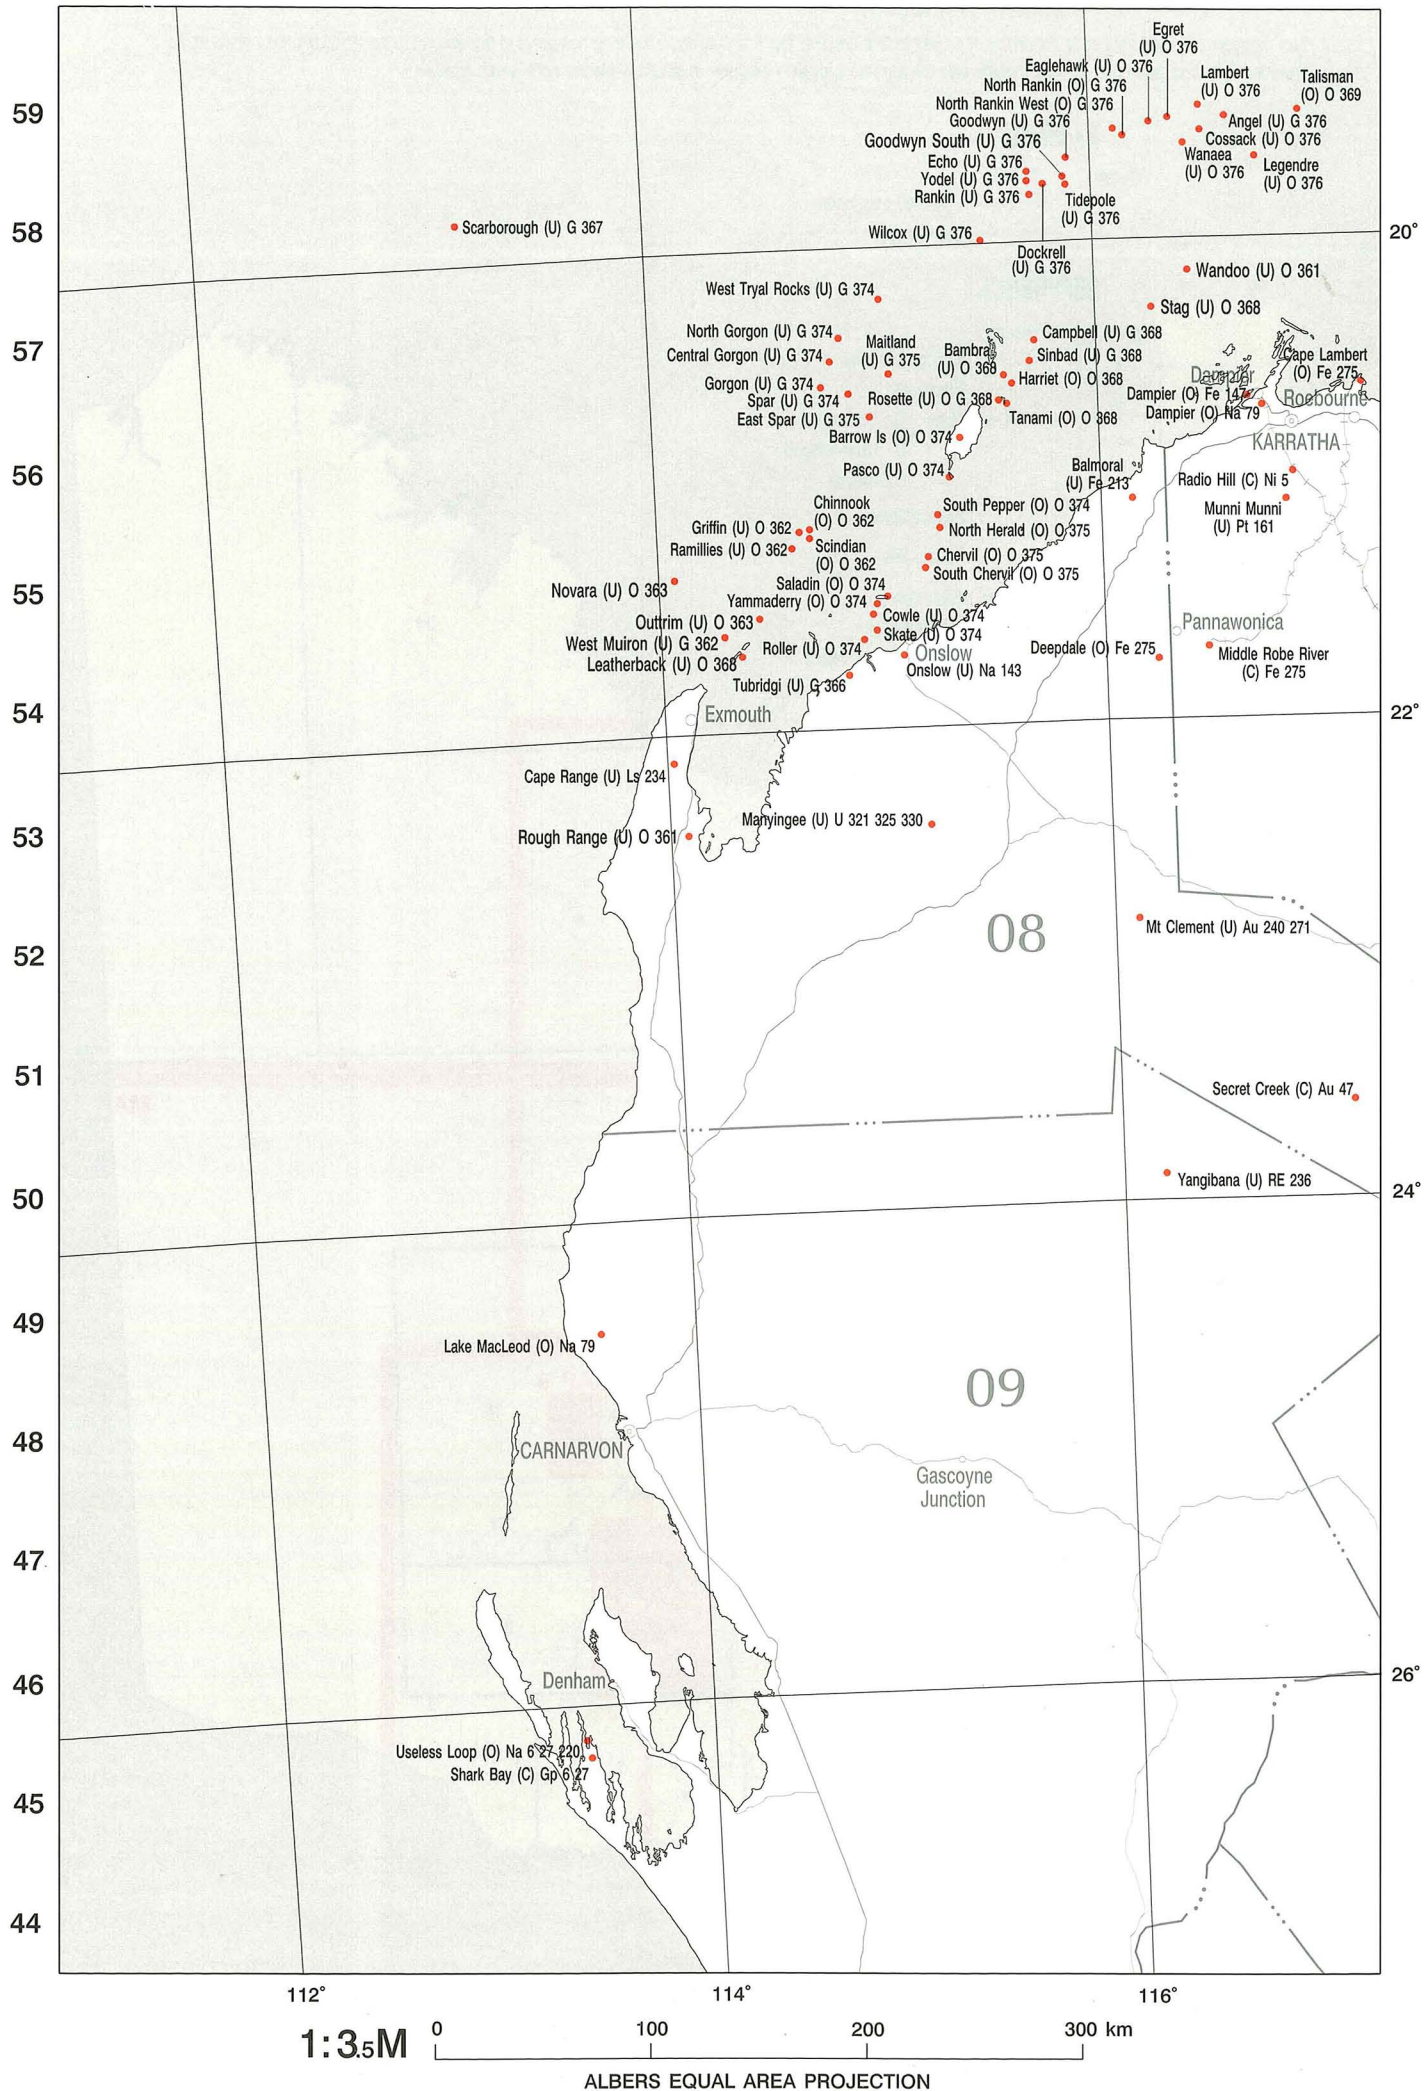 Egret
(U) O 376
Eaglehawk (U) O 376
North Rankin (O) G 376
North Rankin West (O) G 376
Goodwyn (U) G 376
Goodwyn South (U) G 376
Echo (U) G 376
Yodel (U) G 376
Rankin (U) G 376
Lambert
(U) O 376
Talisman
(O) O 369
Angel (U) G 376
Cossack (U) O 376
Wanaea
(U) O 376
Legendre
(U) O 376
Tidepole
(U) G 376
Wilcox (U) G 376
Dockrell
(U) G 376
59
58
57
56
55
54
53
52
51
50
49
48
47
46
45
44
Scarborough (U) G 367
20°
Wandoo (U) O 361
West Tryal Rocks (U) G 374
Stag (U) O 368
North Gorgon (U) G 374
Central Gorgon (U) G 374
Gorgon (U) G 374
Spar (U) G 374
East Spar (U) G 375
Maitland
(U) G 375
Bambra
(U) O 368
Campbell (U) G 368
Sinbad (U) G 368
Harriet (O) O 368
Rosette (U) O G 368
Tanami (O) O 368
Barrow Is (O) O 374
Pasco (U) O 374
Cape Lambert
(O) Fe 275
Dampier
Dampier (O) Fe 147
Roebourne
Dampier (O) Na 79
KARRATHA
Balmoral
(U) Fe 213
Radio Hill (C) Ni 5
Munni Munni
(U) Pt 161
South Pepper (O) O 374
North Herald (O) O 375
Chinnook
(O) O 362
Griffin (U) O 362
Ramillies (U) O 362
Scindian
(O) O 362
Chervil (O) O 375
South Chervil (O) O 375
Novara (U) O 363
Saladin (O) O 374
Yammaderry (O) O 374
Outtrim (U) O 363
Cowle (U) O 374
West Muiron (U) G 362
Skate (U) O 374
Roller (U) O 374
Leatherback (U) O 368
Onslow
Onslow (U) Na 143
Tubridgi (U) G 366
Pannawonica
Deepdale (O) Fe 275
Middle Robe River
(C) Fe 275
Exmouth
22°
Cape Range (U) Ls 234
Manyingee (U) U 321 325 330
Rough Range (U) O 361
08
Mt Clement (U) Au 240 271
Secret Creek (C) Au 47
Yangibana (U) RE 236
24°
Lake MacLeod (O) Na 79
09
CARNARVON
Gascoyne
Junction
Denham
26°
Useless Loop (O) Na 6 27 220
Shark Bay (C) Gp 6 27
112°
114°
116°
1:3.5M
0
100
200
300 km
ALBERS EQUAL AREA PROJECTION